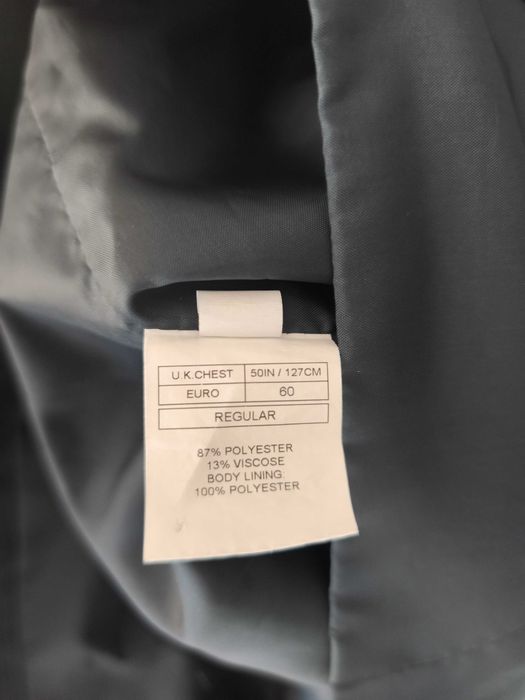 U.K.CHEST 50IN / 127CM
EURO 60
REGULAR
87% POLYESTER
13% VISCOSE
BODY LINING:
100% POLYESTER